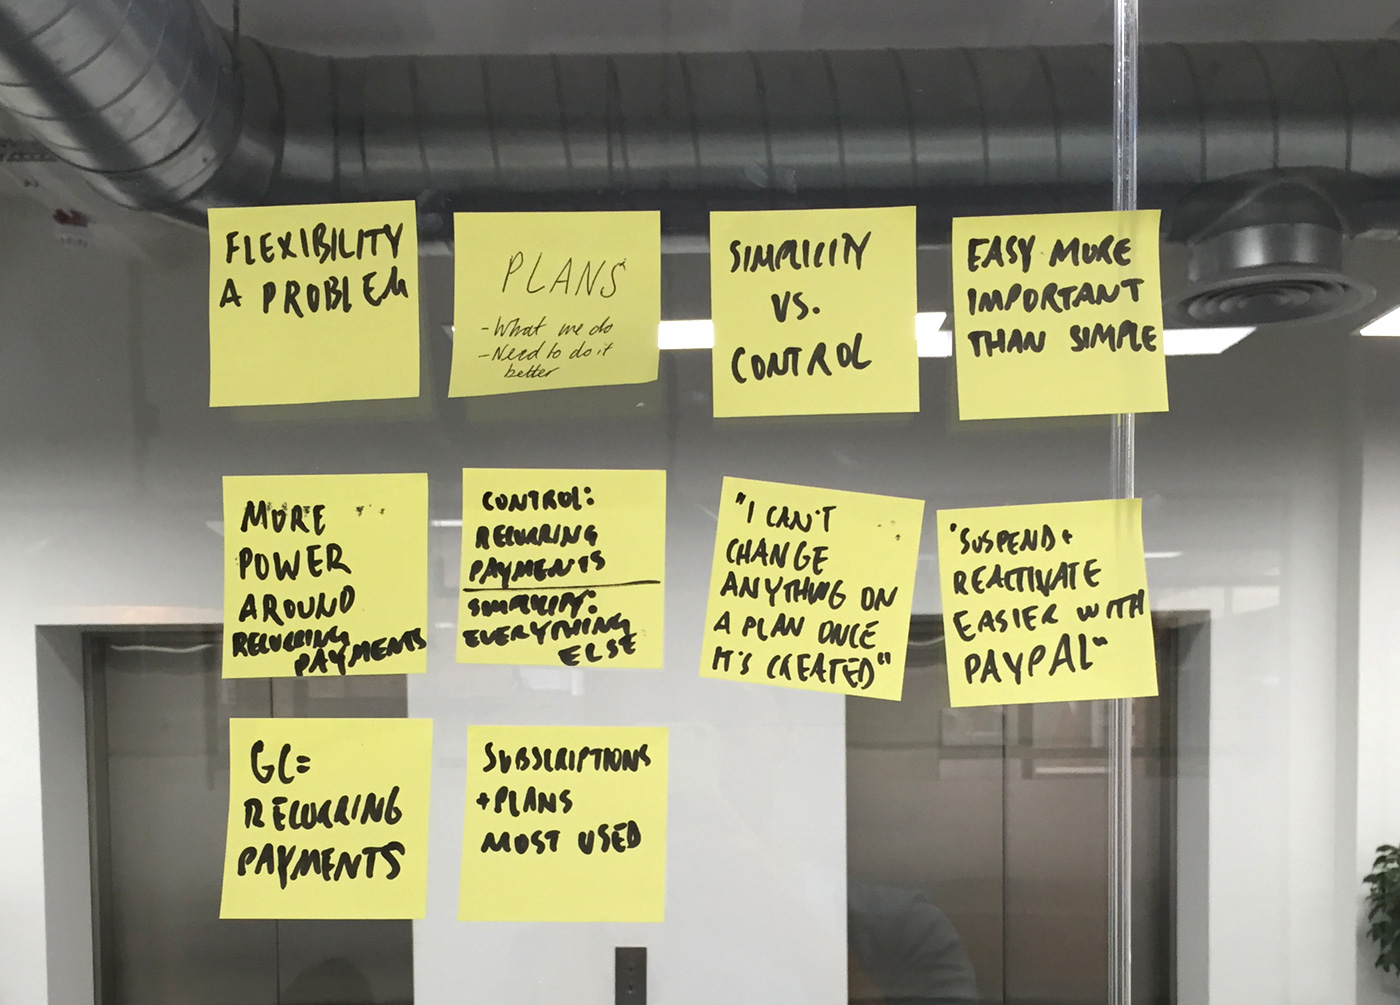 FLEXIBILITY
A PROBLEM
PLANS
-What we do
-Need to do it
better
SIMPLICITY
VS.
CONTROL
EASY MORE
IMPORTANT
THAN SIMPLE
MORE
POWER
AROUND
RECURRING
PAYMENTS
CONTROL:
RECURRING
PAYMENTS
SIMPLICITY:
EVERYTHING
ELSE
"I CAN'T
CHANGE
ANYTHING ON
A PLAN ONCE
IT'S CREATED"
"SUSPEND +
REACTIVATE
EASIER WITH
PAYPAL"
GC=
RECURRING
PAYMENTS
SUBSCRIPTIONS
+ PLANS
MOST USED